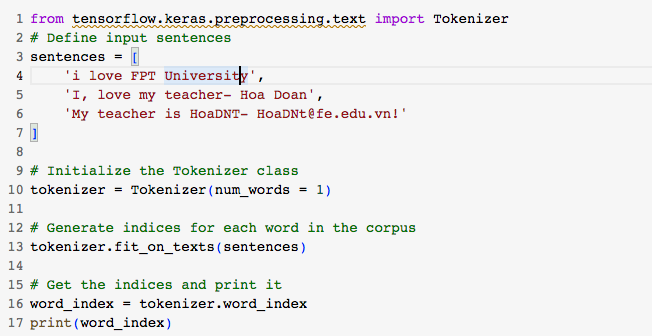 1 from tensorflow.keras.preprocessing.text import Tokenizer
2 # Define input sentences
3 sentences = [
4     'i love FPT University',
5     'I, love my teacher- Hoa Doan',
6     'My teacher is HoaDNT- HoaDNt@fe.edu.vn!'
7 ]
8
9 # Initialize the Tokenizer class
10 tokenizer = Tokenizer(num_words = 1)
11
12 # Generate indices for each word in the corpus
13 tokenizer.fit_on_texts(sentences)
14
15 # Get the indices and print it
16 word_index = tokenizer.word_index
17 print(word_index)